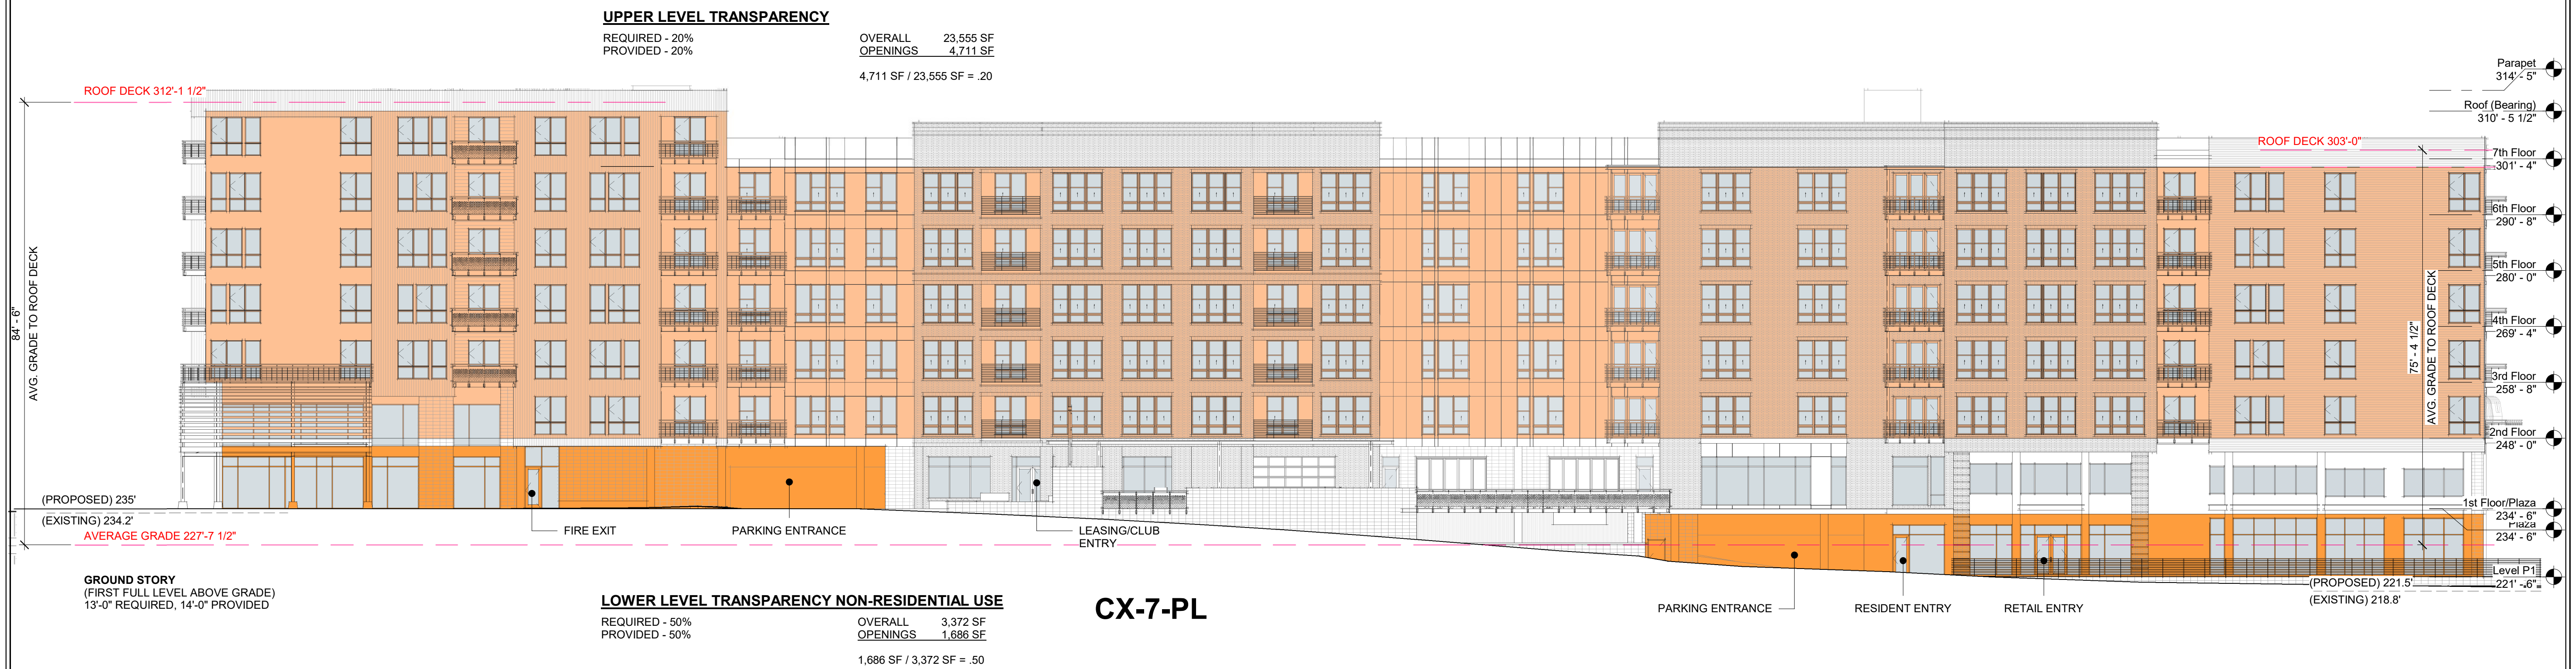 UPPER LEVEL TRANSPARENCY
REQUIRED - 20%
PROVIDED - 20%
OVERALL 23,555 SF
OPENINGS 4,711 SF
4,711 SF / 23,555 SF = .20
ROOF DECK 312'-1 1/2"
84' - 6"
AVG. GRADE TO ROOF DECK
(PROPOSED) 235'
(EXISTING) 234.2'
AVERAGE GRADE 227'-7 1/2"
GROUND STORY
(FIRST FULL LEVEL ABOVE GRADE)
13'-0" REQUIRED, 14'-0" PROVIDED
FIRE EXIT
PARKING ENTRANCE
LEASING/CLUB
ENTRY
LOWER LEVEL TRANSPARENCY NON-RESIDENTIAL USE
REQUIRED - 50%
PROVIDED - 50%
OVERALL 3,372 SF
OPENINGS 1,686 SF
1,686 SF / 3,372 SF = .50
CX-7-PL
PARKING ENTRANCE
RESIDENT ENTRY
RETAIL ENTRY
ROOF DECK 303'-0"
75' - 4 1/2"
AVG. GRADE TO ROOF DECK
Parapet
314' - 5"
Roof (Bearing)
310' - 5 1/2"
7th Floor
301' - 4"
6th Floor
290' - 8"
5th Floor
280' - 0"
4th Floor
269' - 4"
3rd Floor
258' - 8"
2nd Floor
248' - 0"
1st Floor/Plaza
234' - 6"
Plaza
234' - 6"
Level P1
221' - 6"
(PROPOSED) 221.5'
(EXISTING) 218.8'